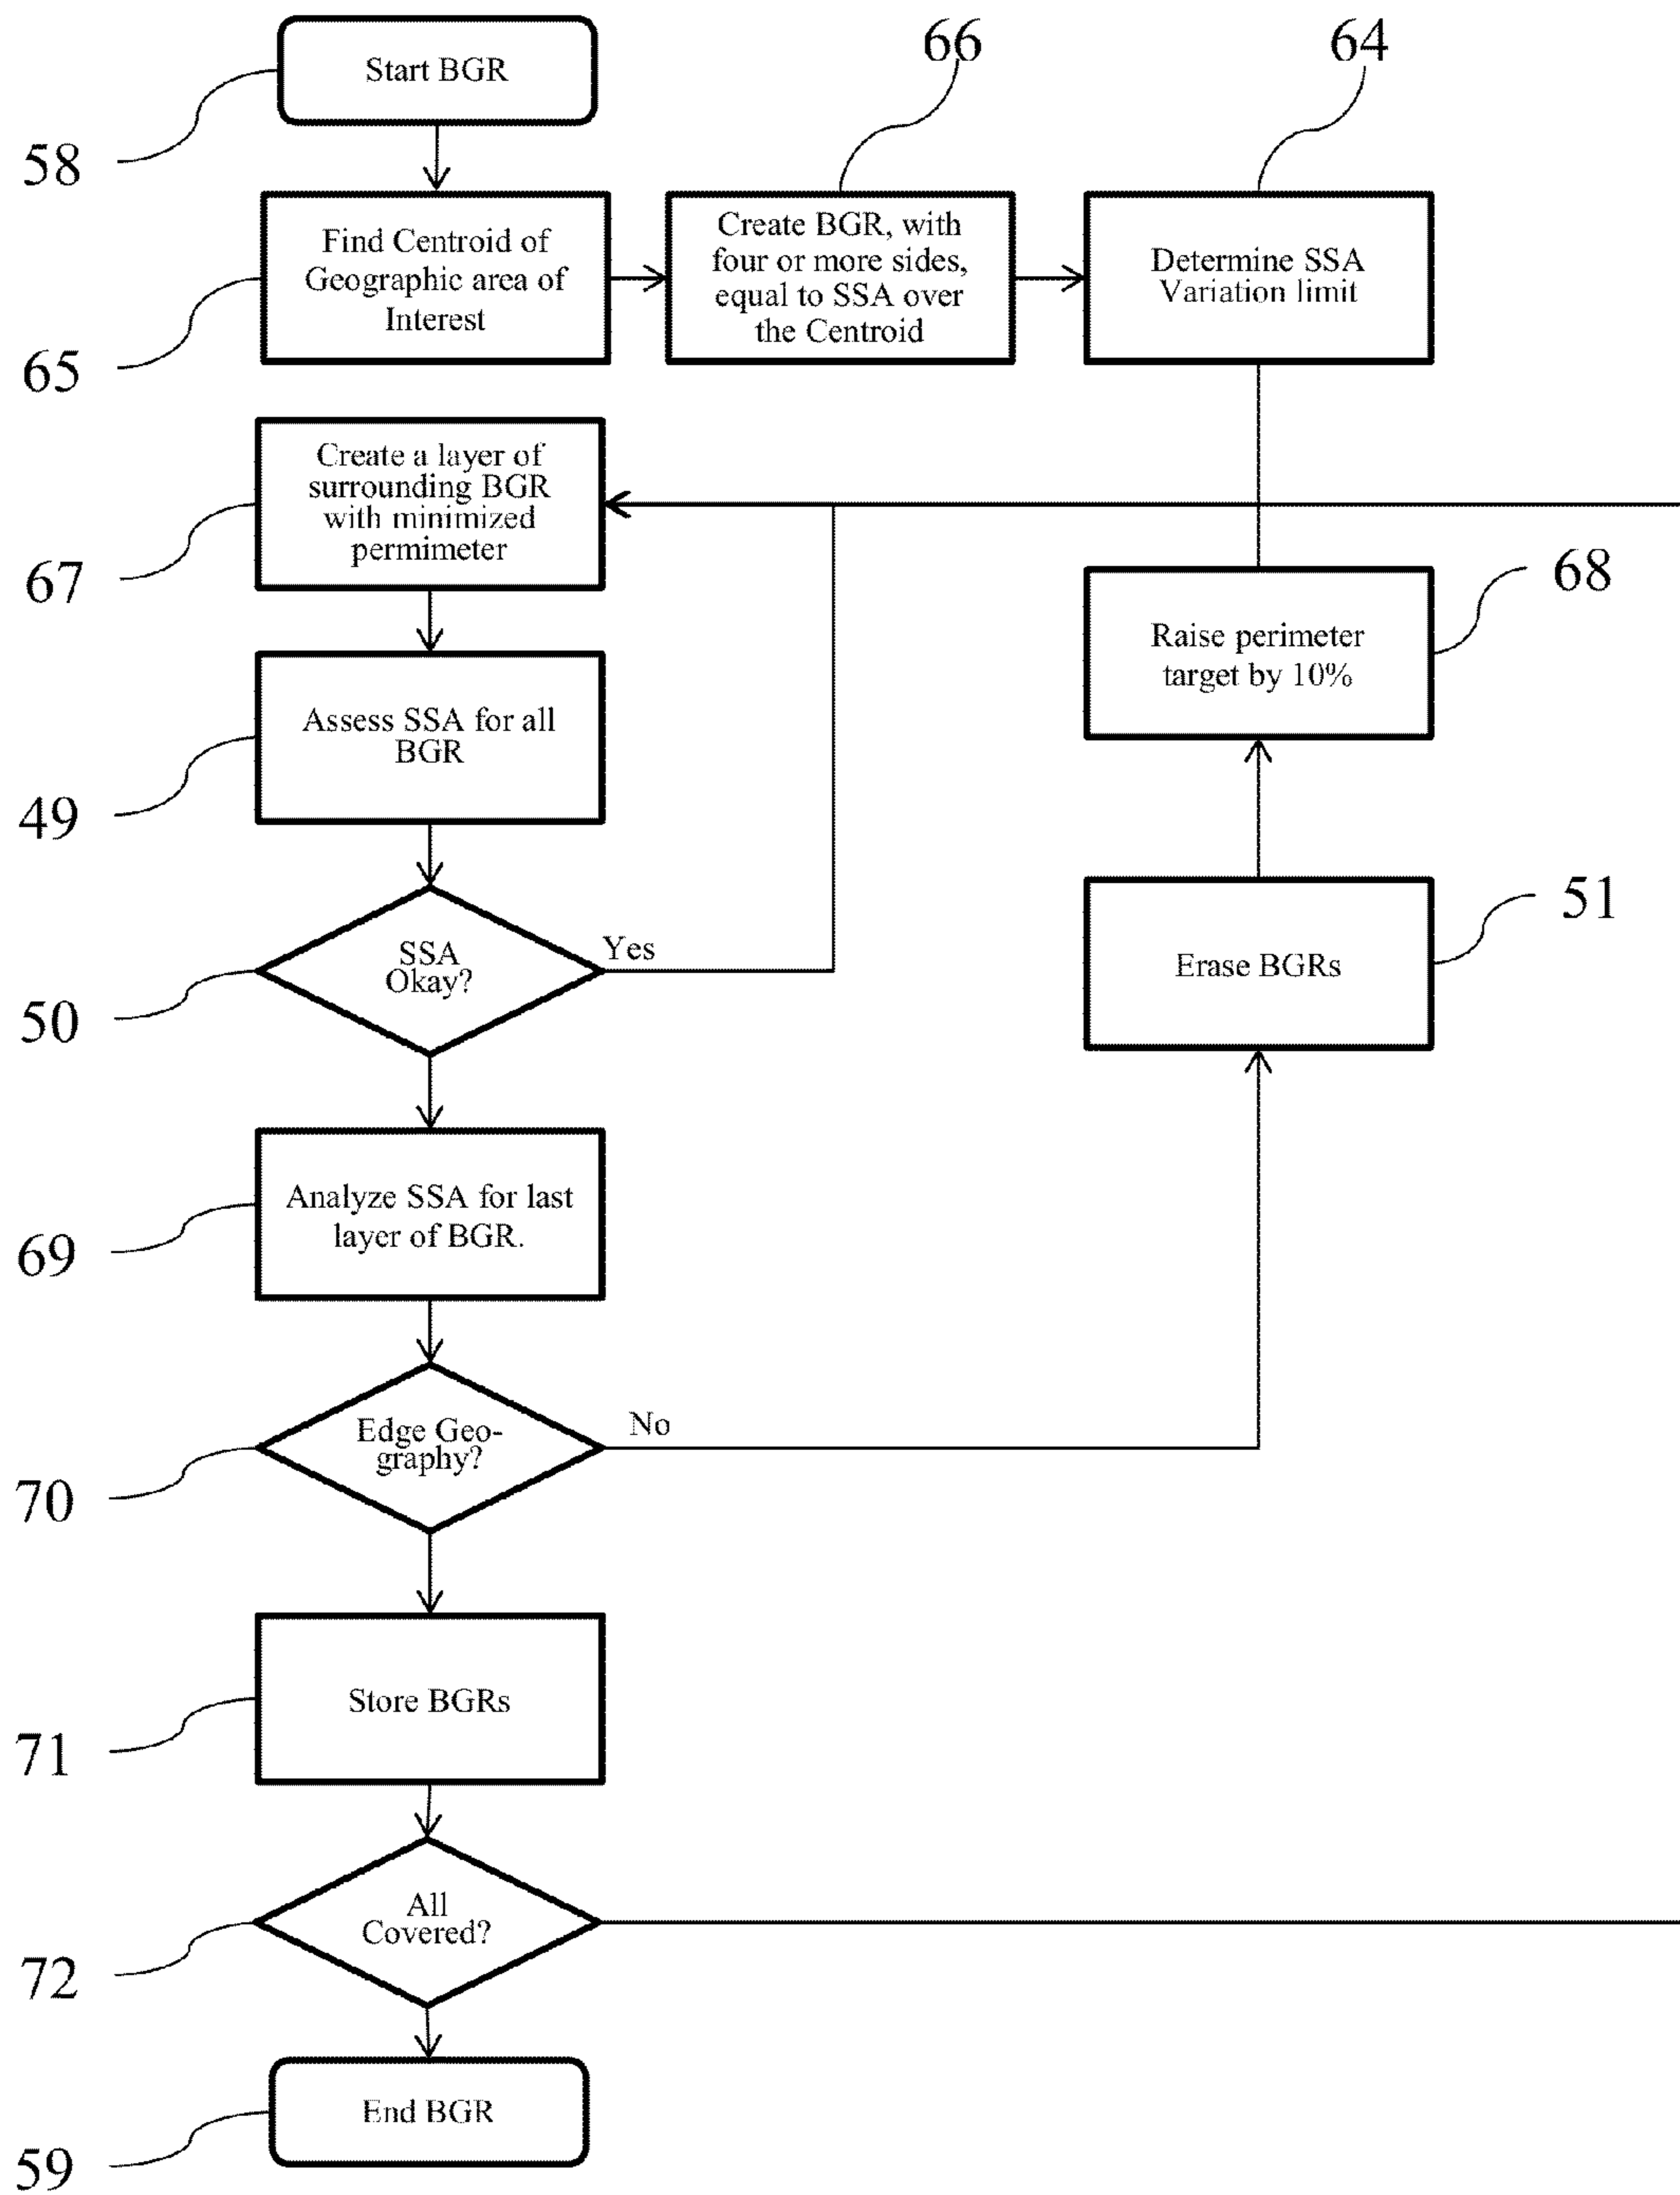 66
64
Start BGR
58
Find Centroid of
Geographic area of
Interest
Create BGR, with
four or more sides,
equal to SSA over
the Centroid
Determine SSA
Variation limit
65
Create a layer of
surrounding BGR
with minimized
permimeter
67
68
Raise perimeter
target by 10%
Assess SSA for all
BGR
49
51
Erase BGRs
SSA
Okay?
Yes
50
Analyze SSA for last
layer of BGR.
69
Edge Geo-
graphy?
No
70
Store BGRs
71
All
Covered?
72
End BGR
59